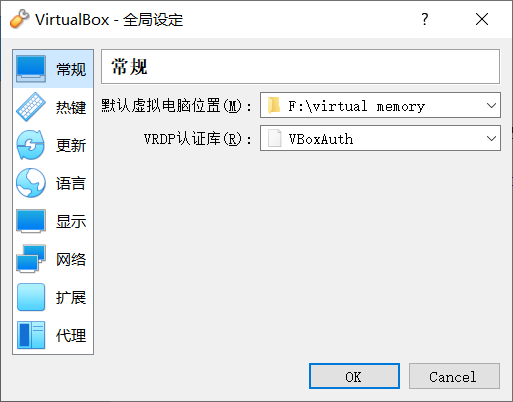 VirtualBox - 全局设定
?
常规
热键
更新
语言
显示
网络
扩展
代理
常规
默认虚拟电脑位置(M): F:\virtual memory
VRDP认证库(R): VBoxAuth
OK Cancel